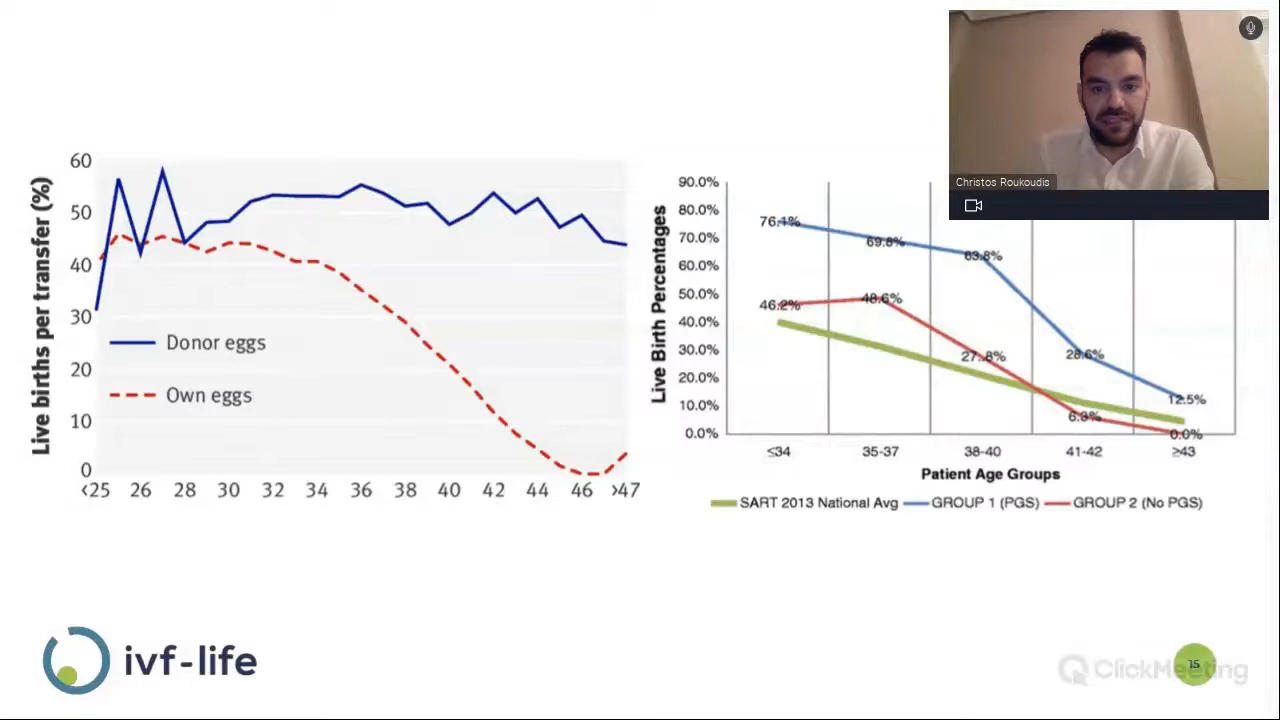 Christos Roukoudis
Live births per transfer (%)
60
50
40
30
20
10
0
<25 26 28 30 32 34 36 38 40 42 44 46 >47
Donor eggs
Own eggs
Live Birth Percentages
90.0%
80.0%
70.0%
60.0%
50.0%
40.0%
30.0%
20.0%
10.0%
0.0%
76.1%
69.8%
63.8%
46.2%
48.6%
27.8%
28.6%
6.3%
12.5%
0.0%
≤34 35-37 38-40 41-42 ≥43
Patient Age Groups
SART 2013 National Avg GROUP 1 (PGS) GROUP 2 (No PGS)
ivf-life
ClickMeeting
15